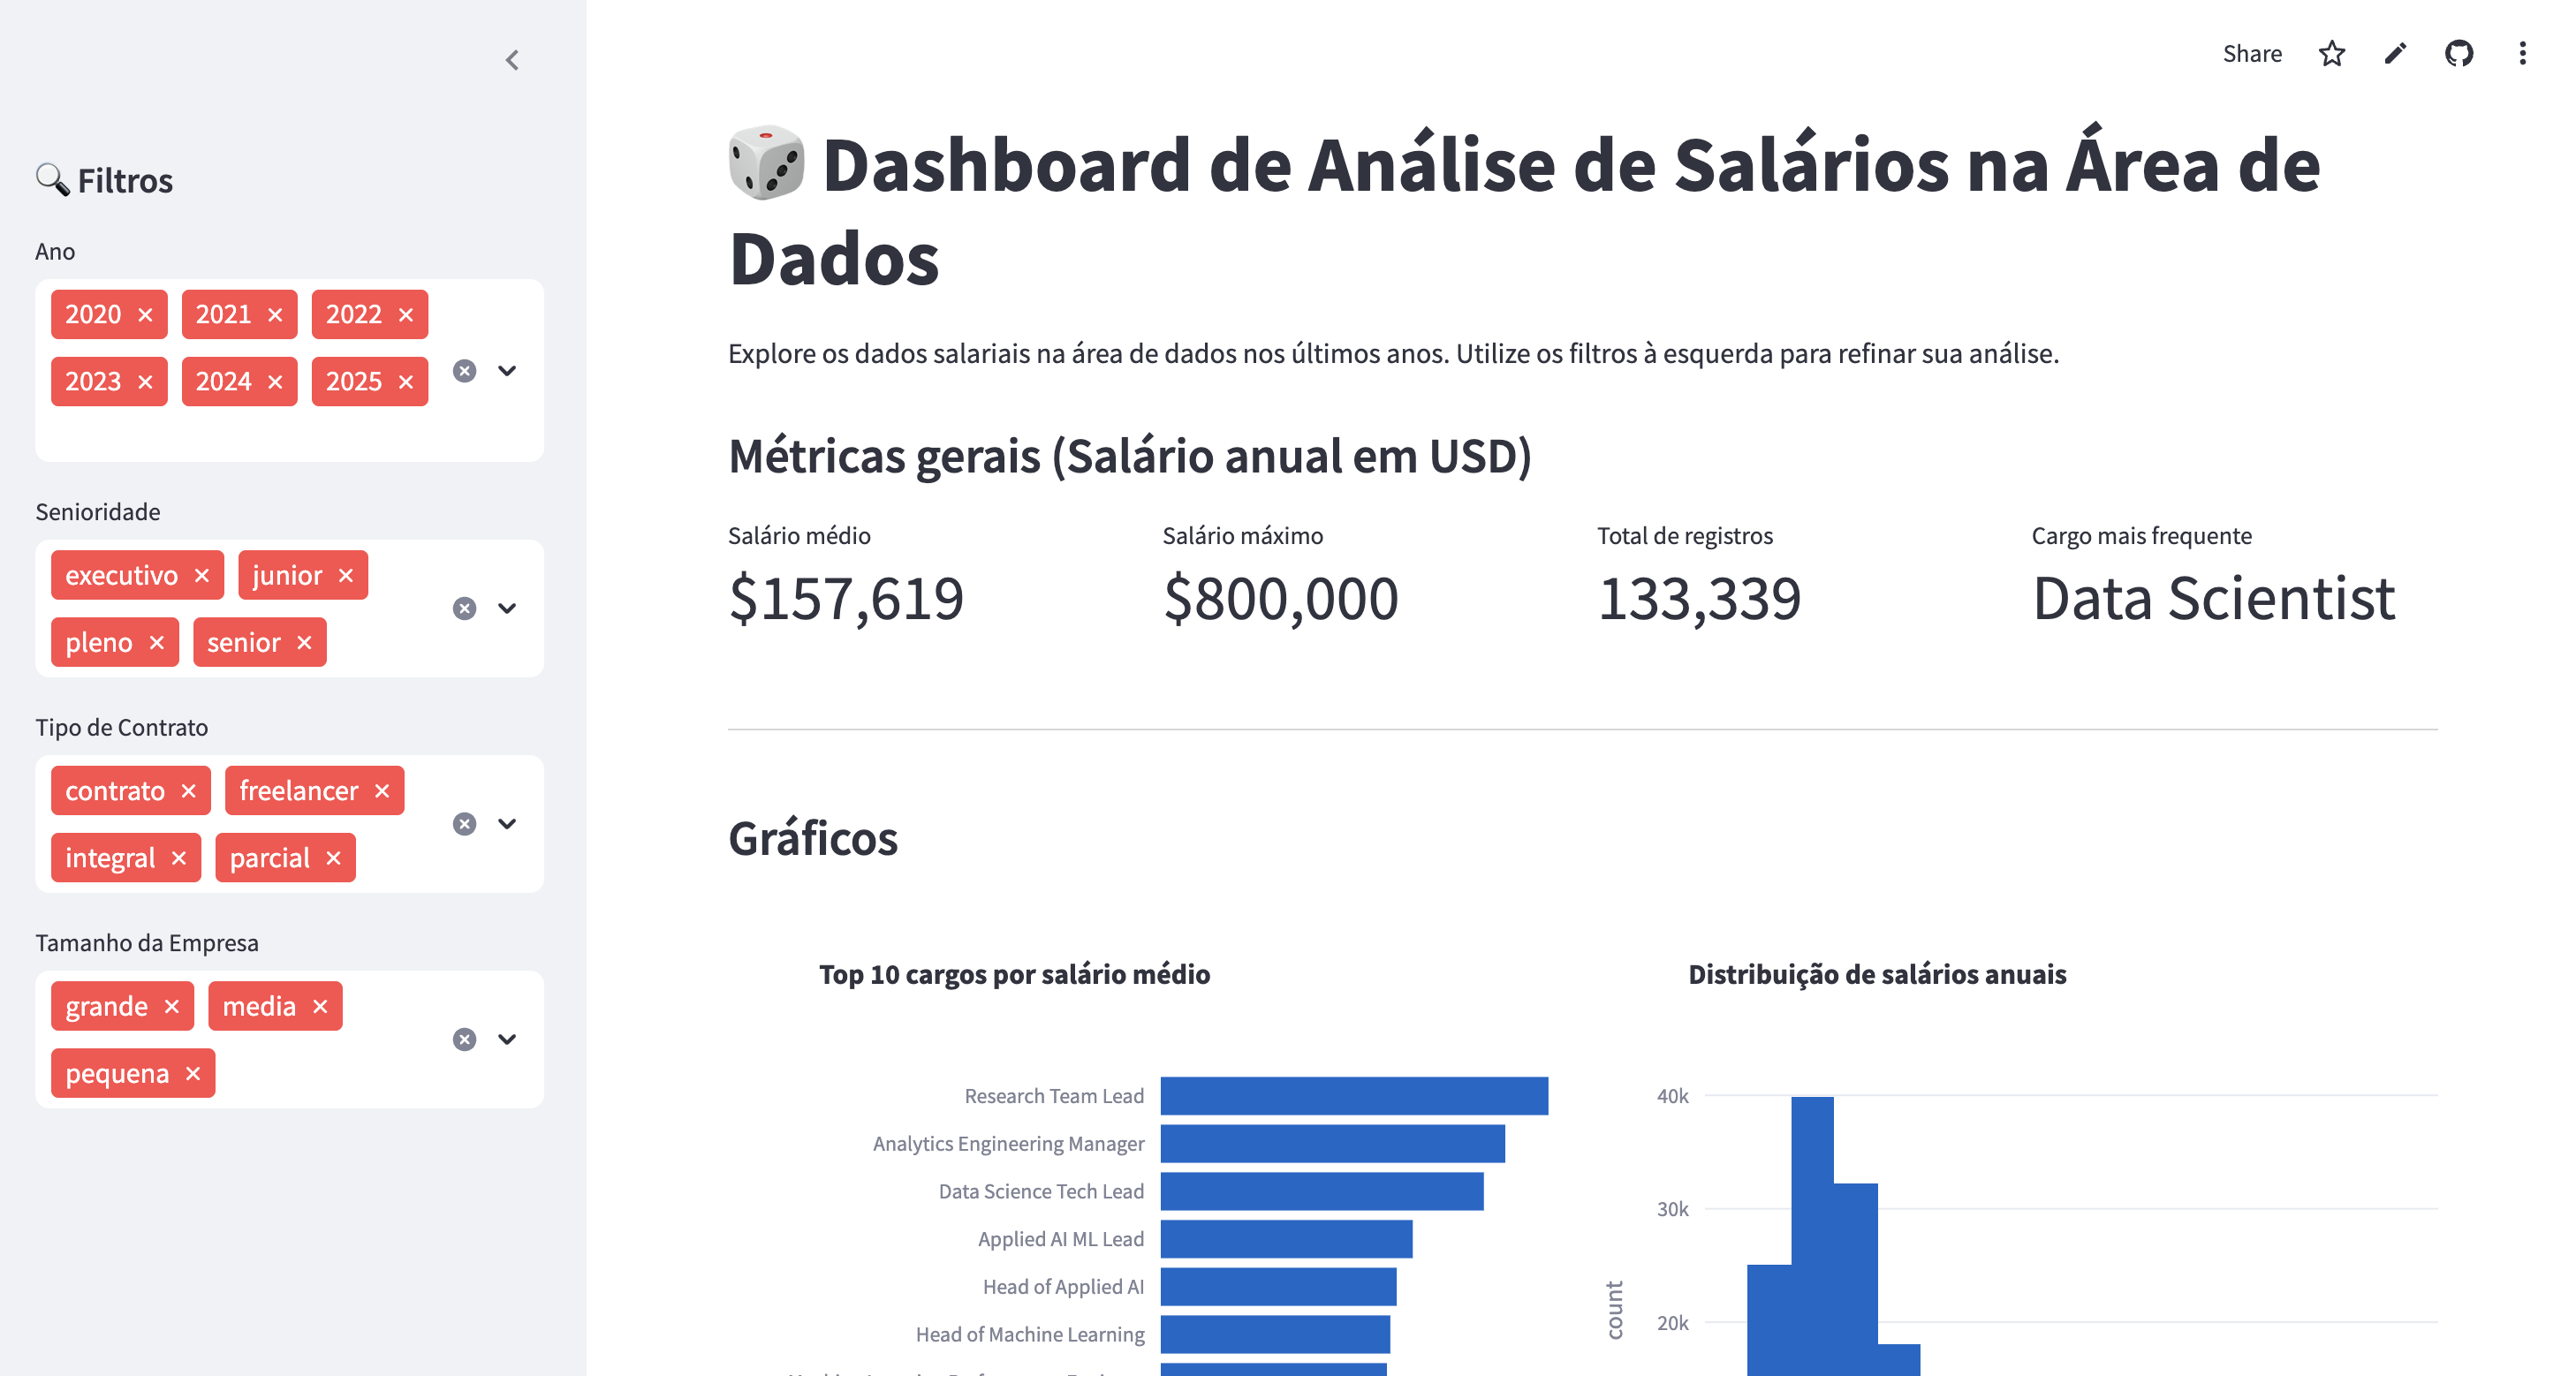 Share
🔍 Filtros
Ano
2020 2021 2022
2023 2024 2025
Senioridade
executivo junior
pleno senior
Tipo de Contrato
contrato freelancer
integral parcial
Tamanho da Empresa
grande media
pequena
🎲 Dashboard de Análise de Salários na Área de
Dados
Explore os dados salariais na área de dados nos últimos anos. Utilize os filtros à esquerda para refinar sua análise.
Métricas gerais (Salário anual em USD)
Salário médio
$157,619
Salário máximo
$800,000
Total de registros
133,339
Cargo mais frequente
Data Scientist
Gráficos
Top 10 cargos por salário médio
Research Team Lead
Analytics Engineering Manager
Data Science Tech Lead
Applied AI ML Lead
Head of Applied AI
Head of Machine Learning
Distribuição de salários anuais
40k
30k
20k
count